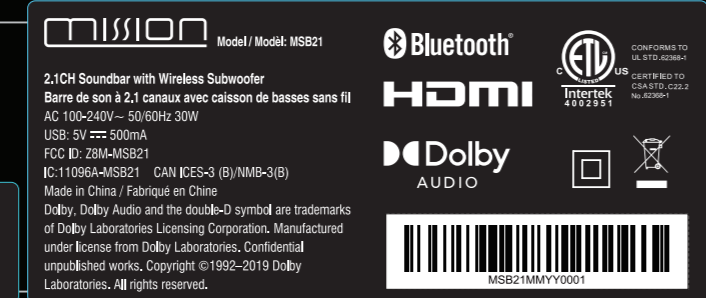 mission Model / Modèl: MSB21
2.1CH Soundbar with Wireless Subwoofer
Barre de son à 2,1 canaux avec caisson de basses sans fil
AC 100-240V~ 50/60Hz 30W
USB: 5V ⎓ 500mA
FCC ID: Z8M-MSB21
IC:11096A-MSB21 CAN ICES-3 (B)/NMB-3(B)
Made in China / Fabriqué en Chine
Dolby, Dolby Audio and the double-D symbol are trademarks
of Dolby Laboratories Licensing Corporation. Manufactured
under license from Dolby Laboratories. Confidential
unpublished works. Copyright ©1992–2019 Dolby
Laboratories. All rights reserved.
Bluetooth®
HDMI
Dolby
AUDIO
ETL
C US
LISTED
Intertek
4002951
CONFORMS TO
UL STD.62368-1
CERTIFIED TO
CSA STD. C22.2
No.62368-1
MSB21MMYY0001